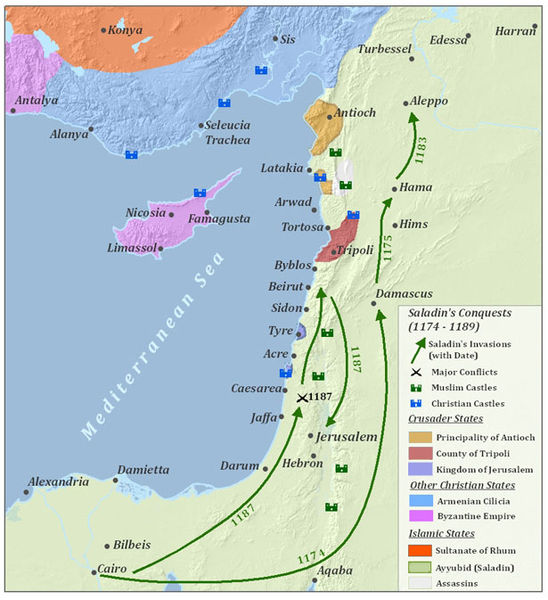 Konya
Sis
Harran
Edessa
Turbessel
Antalya
Alanya
Seleucia
Trachea
Antioch
Aleppo
1183
Latakia
Hama
Nicosia
Famagusta
Arwad
Tortosa
Hims
Limassol
Tripoli
1175
Byblos
Beirut
Damascus
Sidon
Mediterranean Sea
Tyre
1187
Acre
Caesarea
1187
Jaffa
Jerusalem
Hebron
Darum
Damietta
Alexandria
1187
Bilbeis
1174
Cairo
Aqaba
Saladin's Conquests
(1174 - 1189)
Saladin's Invasions
(with Date)
Major Conflicts
Muslim Castles
Christian Castles
Crusader States
Principality of Antioch
County of Tripoli
Kingdom of Jerusalem
Other Christian States
Armenian Cilicia
Byzantine Empire
Islamic States
Sultanate of Rhum
Ayyubid (Saladin)
Assassins